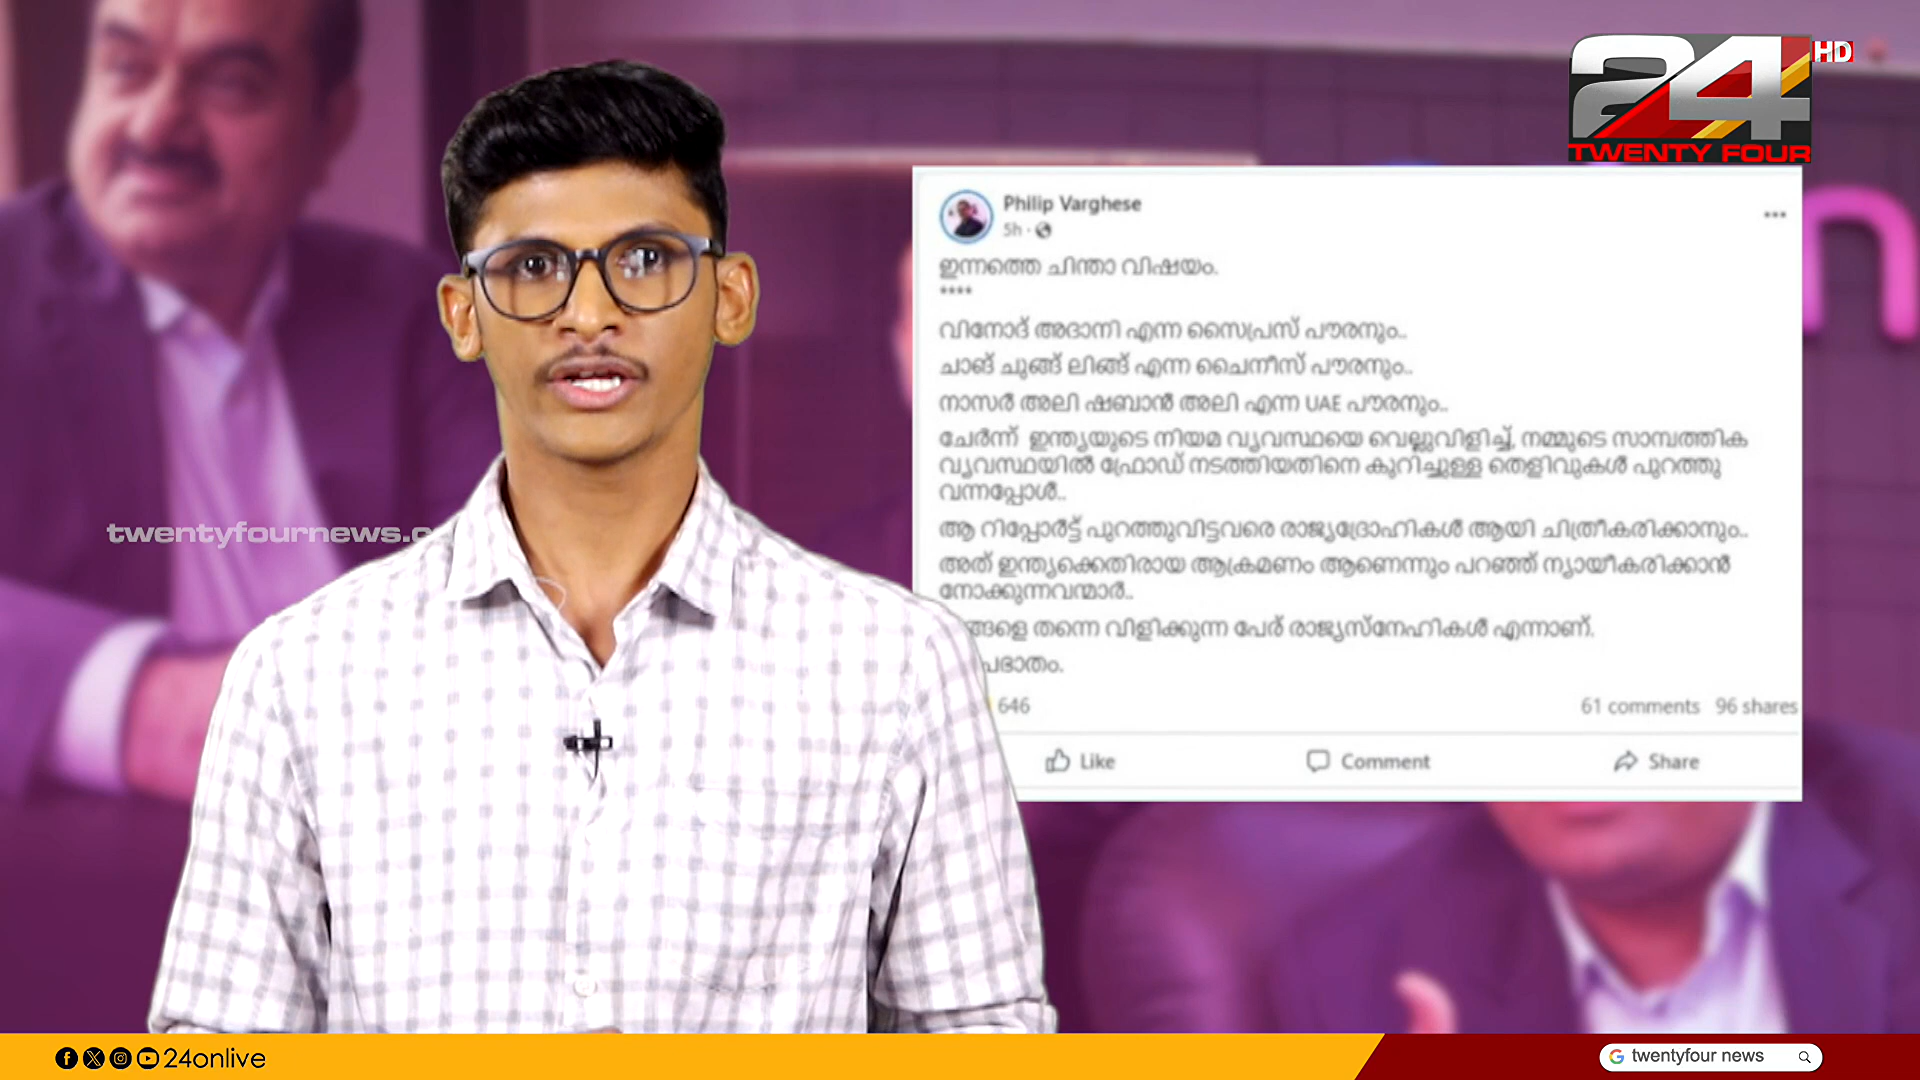 24
HD
TWENTY FOUR
Philip Varghese
5h ·
ഇന്നത്തെ ചിന്താ വിഷയം.
****
വിനോദ് അദാനി എന്ന സൈപ്രസ് പൗരനും..
ചാങ് ചുങ്ങ് ലിങ്ങ് എന്ന ചൈനീസ് പൗരനും..
നാസർ അലി ഷബാൻ അലി എന്ന UAE പൗരനും..
ചേർന്ന് ഇന്ത്യയുടെ നിയമ വ്യവസ്ഥയെ വെല്ലുവിളിച്ച്, നമ്മുടെ സാമ്പത്തിക
വ്യവസ്ഥയിൽ ഫ്രോഡ് നടത്തിയതിനെ കുറിച്ചുള്ള തെളിവുകൾ പുറത്തു
വന്നപ്പോൾ..
twentyfournews.c
ആ റിപ്പോർട്ട് പുറത്തുവിട്ടവരെ രാജ്യദ്രോഹികൾ ആയി ചിത്രീകരിക്കാനും..
അത് ഇന്ത്യക്കെതിരായ ആക്രമണം ആണെന്നും പറഞ്ഞ് ന്യായീകരിക്കാൻ
നോക്കുന്നവന്മാർ..
ങ്ങളെ തന്നെ വിളിക്കുന്ന പേര് രാജ്യസ്നേഹികൾ എന്നാണ്.
പദാതം.
646
61 comments 96 shares
Like Comment Share
n
24onlive
twentyfour news